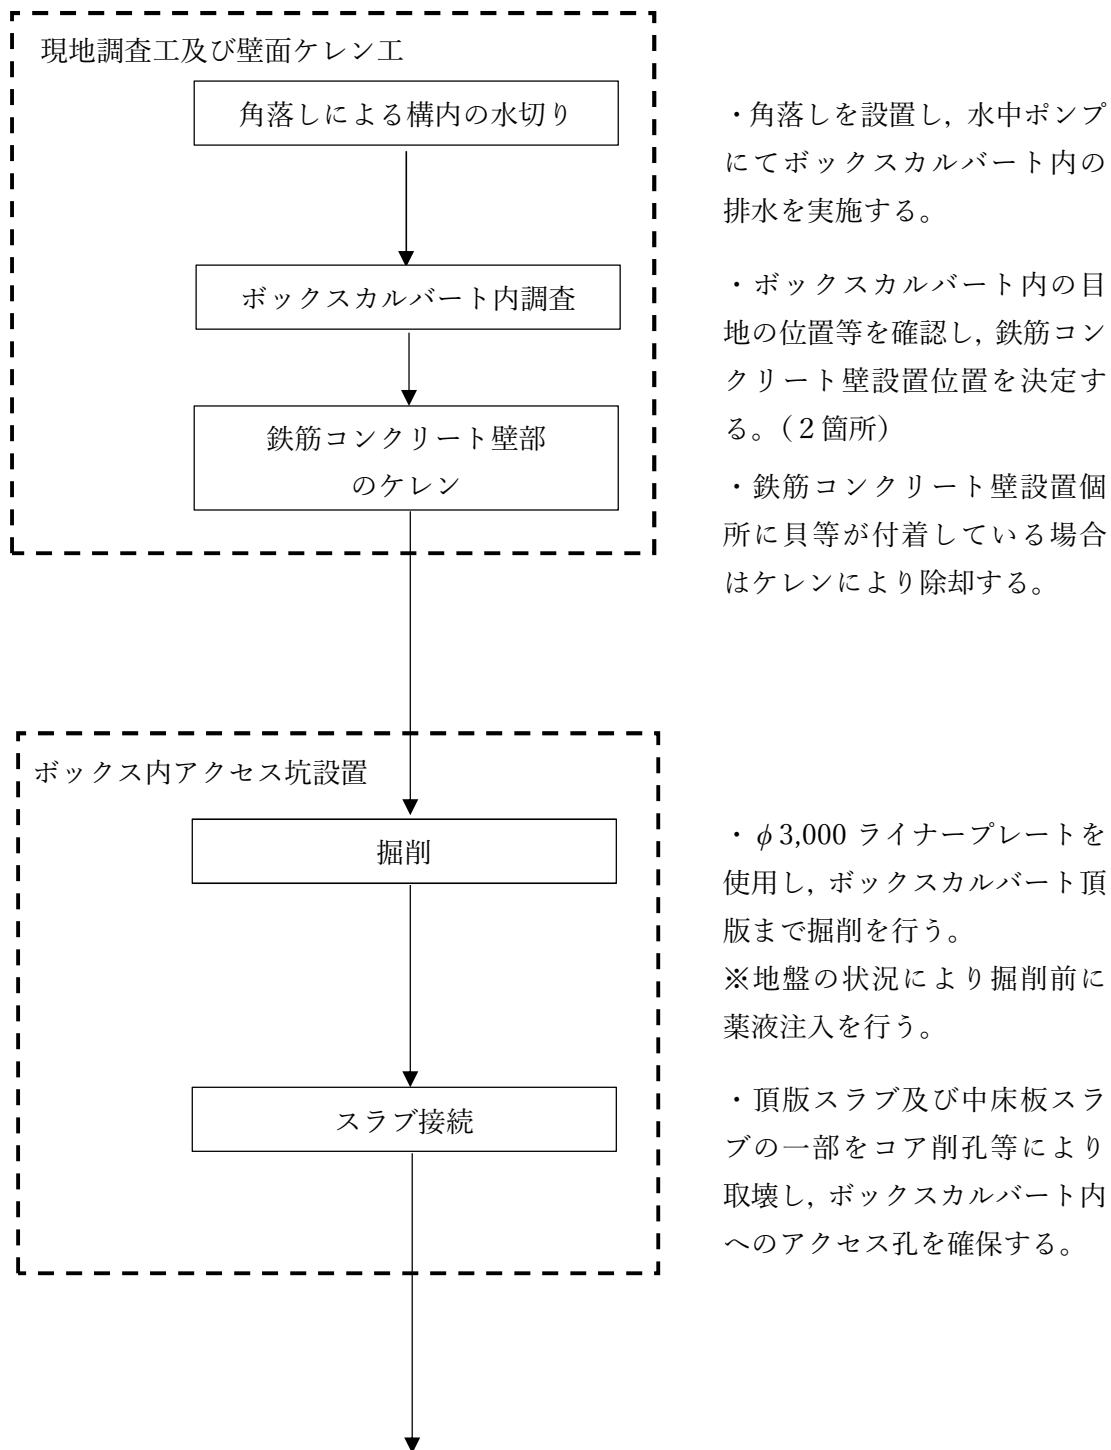 現地調査工及び壁面ケレン工
角落しによる構内の水切り
ボックスカルバート内調査
鉄筋コンクリート壁部
のケレン
・角落しを設置し, 水中ポンプ
にてボックスカルバート内の
排水を実施する。
・ボックスカルバート内の目
地の位置等を確認し, 鉄筋コン
クリート壁設置位置を決定す
る。（２箇所）
・鉄筋コンクリート壁設置個
所に貝等が付着している場合
はケレンにより除却する。
ボックス内アクセス坑設置
掘削
スラブ接続
・φ3,000 ライナープレートを
使用し, ボックスカルバート頂
版まで掘削を行う。
※地盤の状況により掘削前に
薬液注入を行う。
・頂版スラブ及び中床板スラ
ブの一部をコア削孔等により
取壊し, ボックスカルバート内
へのアクセス孔を確保する。